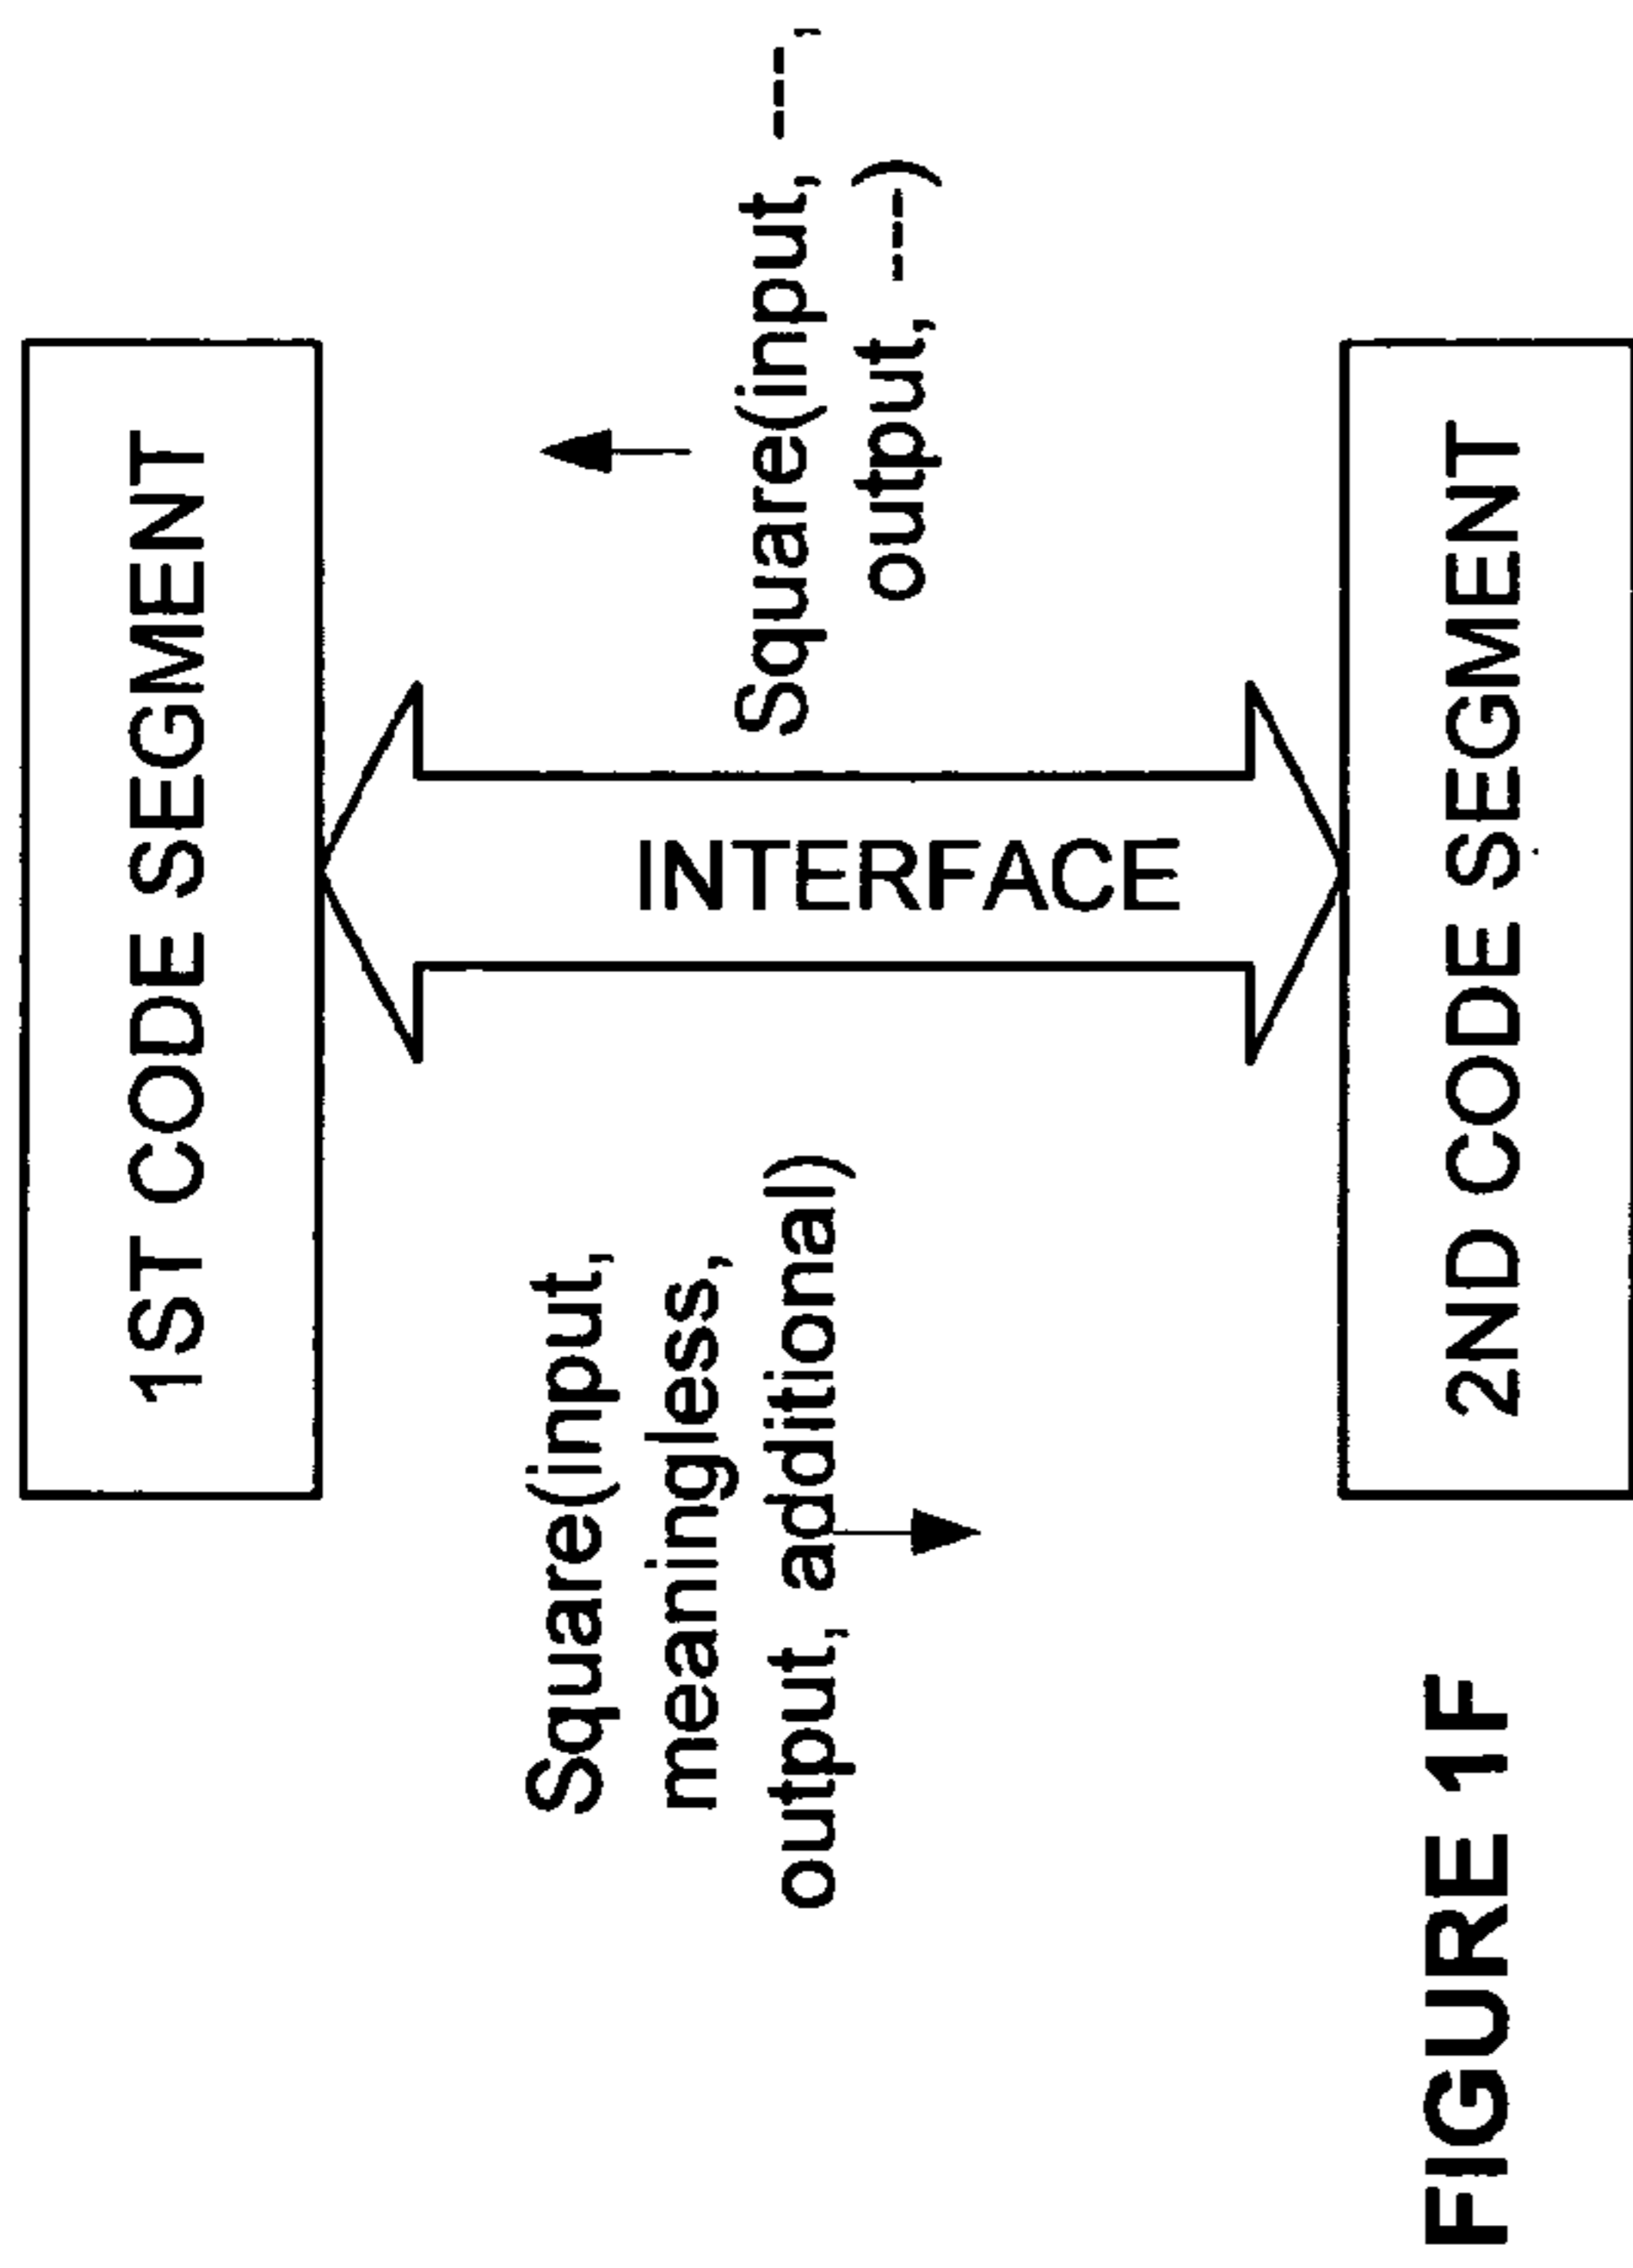 1ST CODE SEGMENT
Square(input,
meaningless,
output, additional)
INTERFACE
Square(input, ---,
output, ---)
2ND CODE SEGMENT
FIGURE 1F